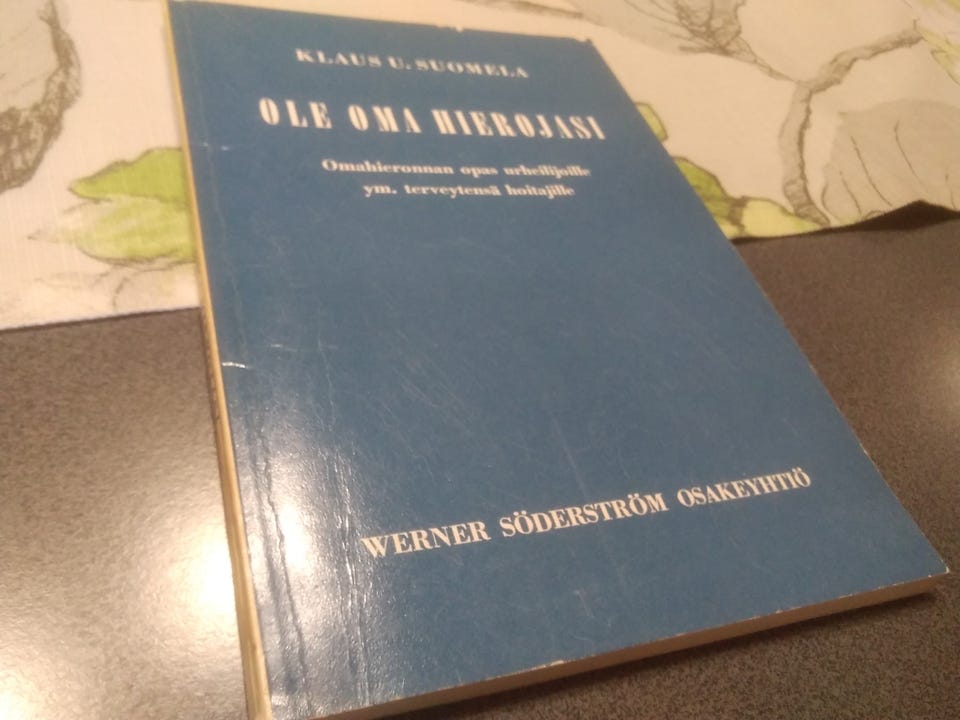 KLAUS U. SUOMELA
OLE OMA HIEROJASI
Omahieronnan opas urheilijoille
ym. terveytensä hoitajille
WERNER SÖDERSTRÖM OSAKEYHTIÖ